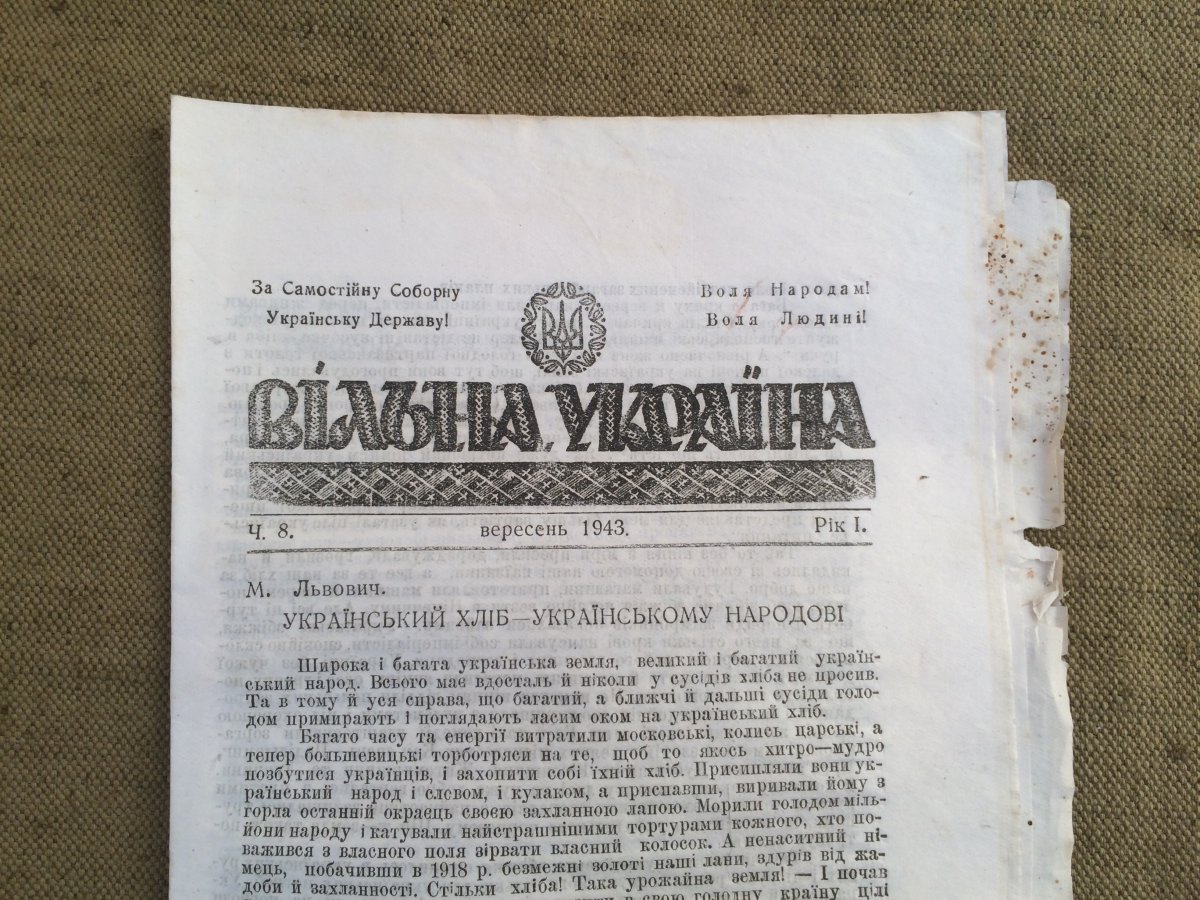 За Самостійну Соборну
Українську Державу!
Воля Народам!
Воля Людині!
ВІЛЬНА УКРАЇНА
Ч. 8. вересень 1943. Рік І.
М. Львович.
УКРАЇНСЬКИЙ ХЛІБ—УКРАЇНСЬКОМУ НАРОДОВІ
Широка і багата українська земля, великий і багатий україн-
ський народ. Всього має вдосталь й ніколи у сусідів хліба не просив.
Та в тому й уся справа, що багатий, а ближчі й дальші сусіди голо-
дом примирають і поглядають ласим оком на український хліб.
Багато часу та енергії витратили московські, колись царські, а
тепер большевицькі торботряси на те, щоб то якось хитро—мудро
позбутися українців, і захопити собі їхній хліб. Присипляли вони ук-
раїнський народ і словом, і кулаком, а приспавши, виривали йому з
горла останній окраєць своєю захланною лапою. Морили голодом міль-
йони народу і катували найстрашнішими тортурами кожного, хто по-
важився з власного поля зірвати власний колосок. А ненаситний ні-
мець, побачивши в 1918 р. безмежні золоті наші лани, здурів від жа-
доби й захланності. Стільки хліба! Така урожайна земля! — І почав
в свою голодну країну цілі